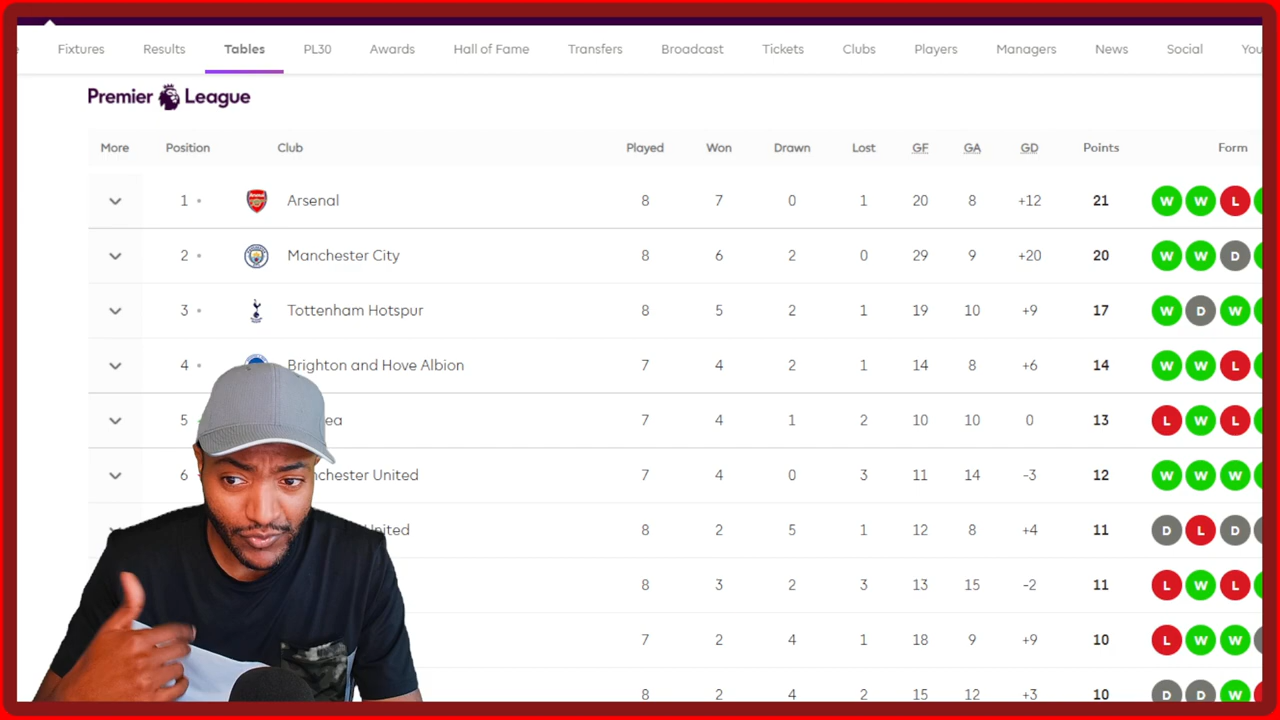 Fixtures Results Tables PL30 Awards Hall of Fame Transfers Broadcast Tickets Clubs Players Managers News Social You
Premier League
More Position Club Played Won Drawn Lost GF GA GD Points Form
1 Arsenal 8 7 0 1 20 8 +12 21 W W L
2 Manchester City 8 6 2 0 29 9 +20 20 W W D
3 Tottenham Hotspur 8 5 2 1 19 10 +9 17 W D W
4 Brighton and Hove Albion 7 4 2 1 14 8 +6 14 W W L
5 ea 7 4 1 2 10 10 0 13 L W L
6 nchester United 7 4 0 3 11 14 -3 12 W W W
United 8 2 5 1 12 8 +4 11 D L D
8 3 2 3 13 15 -2 11 L W L
7 2 4 1 18 9 +9 10 L W W
8 2 4 2 15 12 +3 10 D D W